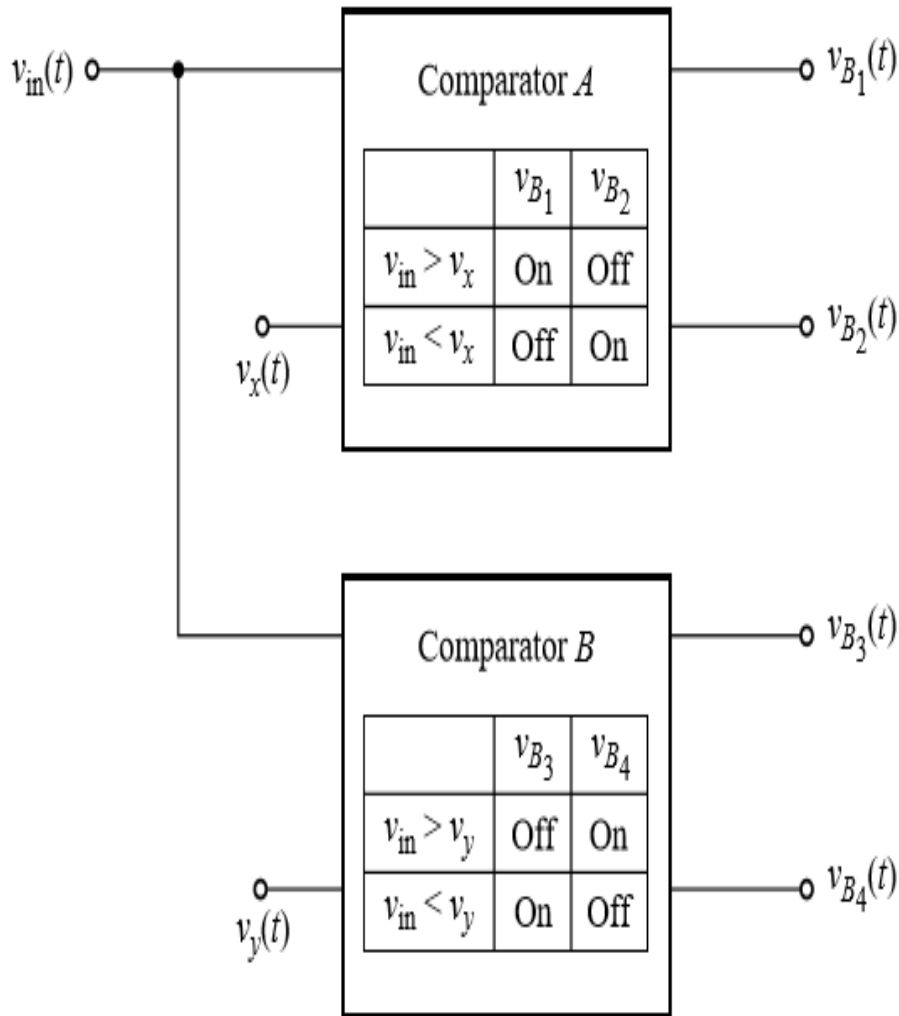 v_in(t)
Comparator A
v_B1(t)
v_B1 v_B2
v_in > v_x On Off
v_in < v_x Off On
v_x(t)
v_B2(t)
Comparator B
v_B3(t)
v_B3 v_B4
v_in > v_y Off On
v_in < v_y On Off
v_y(t)
v_B4(t)